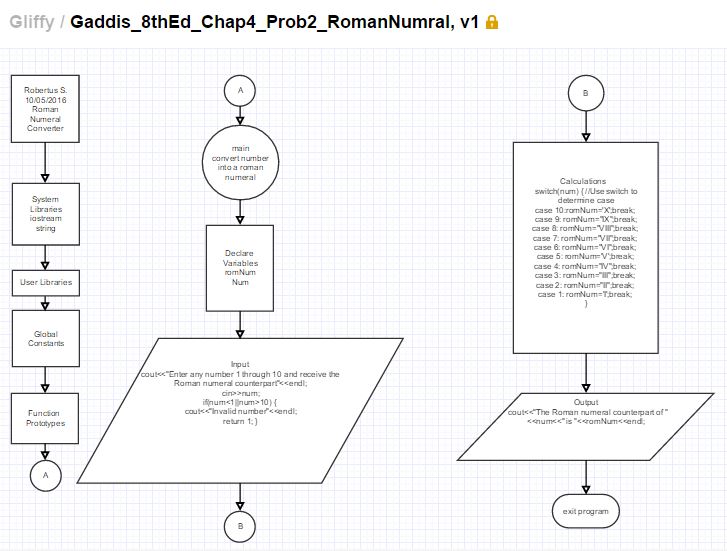 Gliffy / Gaddis_8thEd_Chap4_Prob2_RomanNumral, v1
Robertus S.
10/05/2016
Roman
Numeral
Converter
System
Libraries
iostream
string
User Libraries
Global
Constants
Function
Prototypes
A
A
main
convert number
into a roman
numeral
Declare
Variables
romNum
Num
Input
cout<<"Enter any number 1 through 10 and receive the
Roman numeral counterpart"<<endl;
cin>>num;
if(num<1||num>10) {
cout<<"Invalid number"<<endl;
return 1; }
B
B
Calculations
switch(num) { //Use switch to
determine case
case 10:romNum='X';break;
case 9: romNum="IX";break;
case 8: romNum="VIII";break;
case 7: romNum="VII";break;
case 6: romNum="VI";break;
case 5: romNum='V';break;
case 4: romNum="IV";break;
case 3: romNum="III";break;
case 2: romNum="II";break;
case 1: romNum='I';break;
}
Output
cout<<"The Roman numeral counterpart of "
<<num<<" is "<<romNum<<endl;
exit program